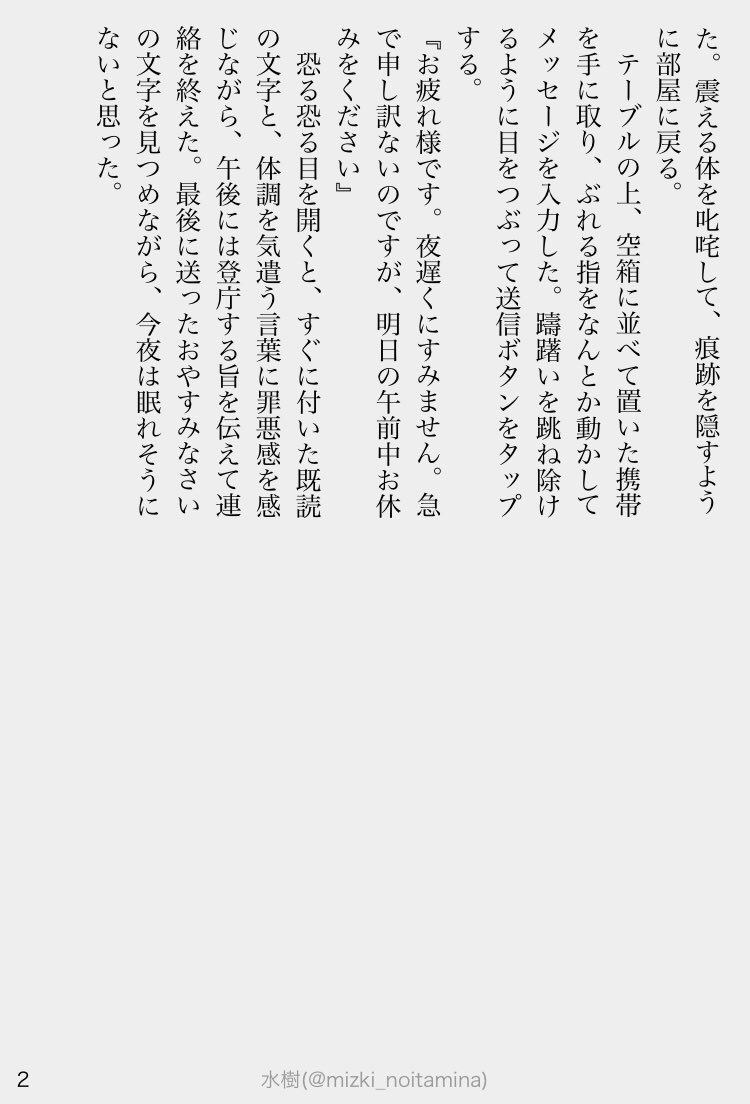 た。震える体を叱咤して、痕跡を隠すよう
に部屋に戻る。
　テーブルの上、空箱に並べて置いた携帯
を手に取り、ぶれる指をなんとか動かして
メッセージを入力した。躊躇いを跳ね除け
るように目をつぶって送信ボタンをタップ
する。
『お疲れ様です。夜遅くにすみません。急
で申し訳ないのですが、明日の午前中お休
みをください』
　恐る恐る目を開くと、すぐに付いた既読
の文字と、体調を気遣う言葉に罪悪感を感
じながら、午後には登庁する旨を伝えて連
絡を終えた。最後に送ったおやすみなさい
の文字を見つめながら、今夜は眠れそうに
ないと思った。
2
水樹(@mizki_noitamina)